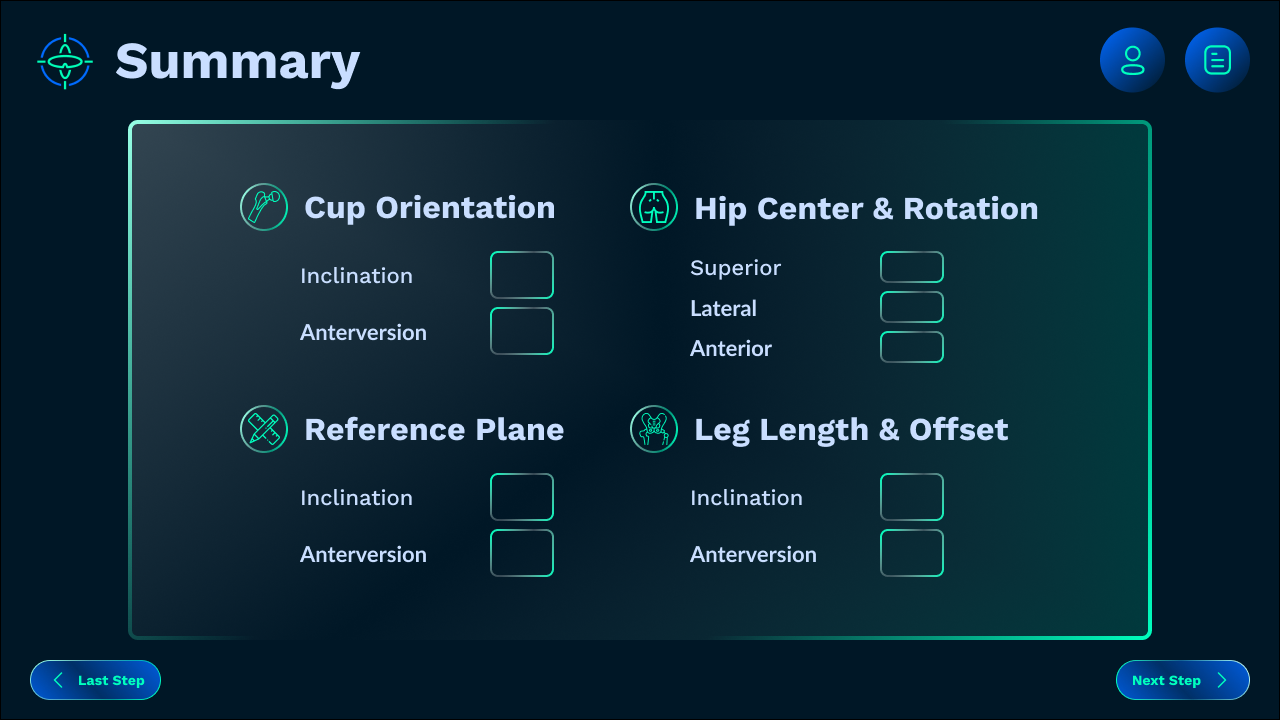 Summary
Cup Orientation
Inclination
Anterversion
Hip Center & Rotation
Superior
Lateral
Anterior
Reference Plane
Inclination
Anterversion
Leg Length & Offset
Inclination
Anterversion
Last Step
Next Step